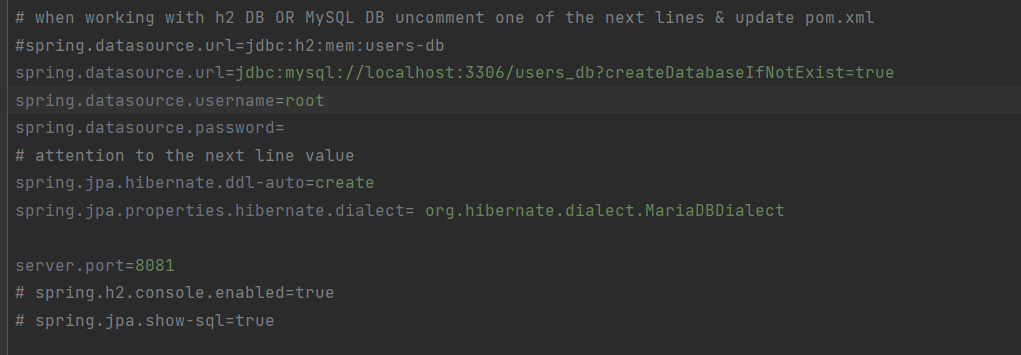 # when working with h2 DB OR MySQL DB uncomment one of the next lines & update pom.xml
#spring.datasource.url=jdbc:h2:mem:users-db
spring.datasource.url=jdbc:mysql://localhost:3306/users_db?createDatabaseIfNotExist=true
spring.datasource.username=root
spring.datasource.password=
# attention to the next line value
spring.jpa.hibernate.ddl-auto=create
spring.jpa.properties.hibernate.dialect= org.hibernate.dialect.MariaDBDialect
server.port=8081
# spring.h2.console.enabled=true
# spring.jpa.show-sql=true